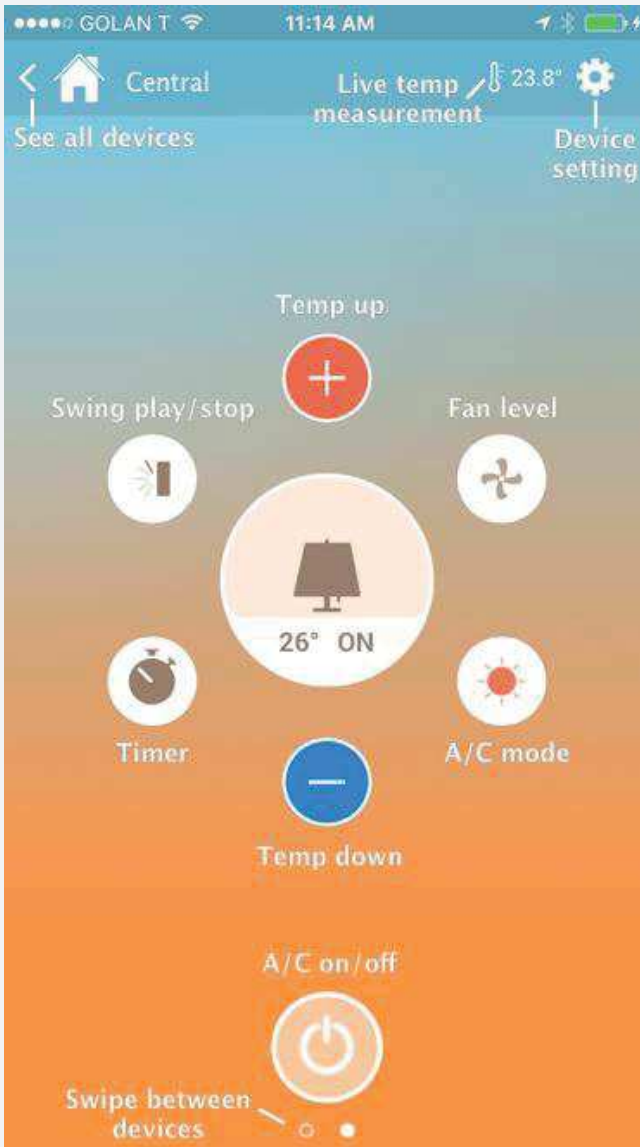 GOLAN T 11:14 AM
Central
Live temp 23.8°
measurement
See all devices
Device
setting
Temp up
Swing play/stop
Fan level
26° ON
Timer
A/C mode
Temp down
A/C on/off
Swipe between
devices